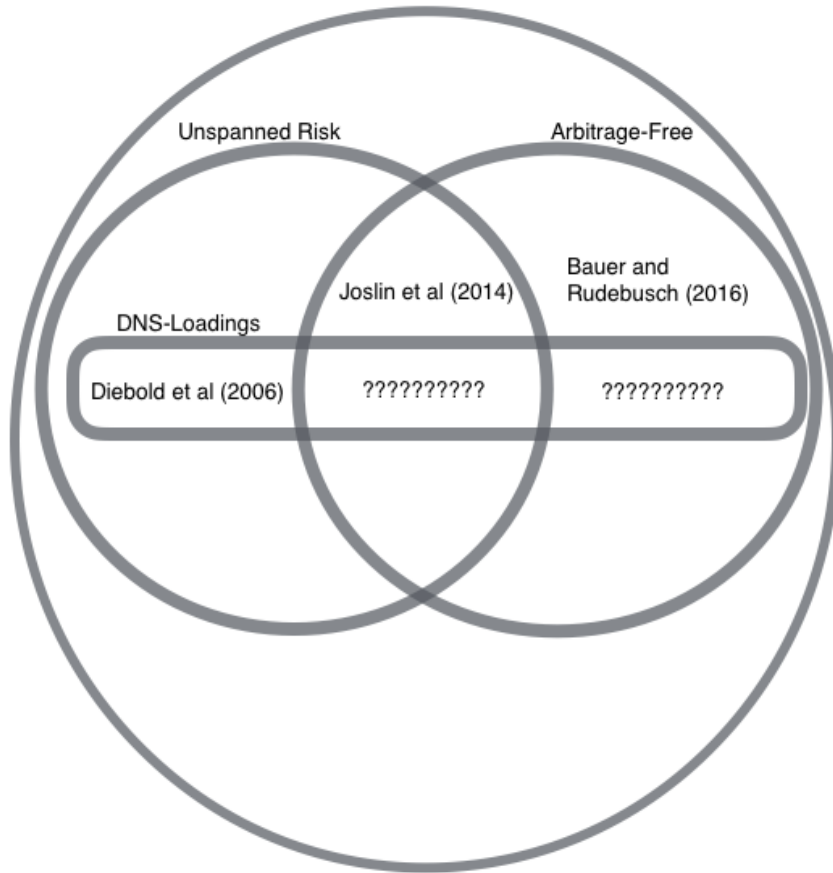 Unspanned Risk
Arbitrage-Free
Bauer and
Rudebusch (2016)
Joslin et al (2014)
DNS-Loadings
Diebold et al (2006)
??????????
??????????